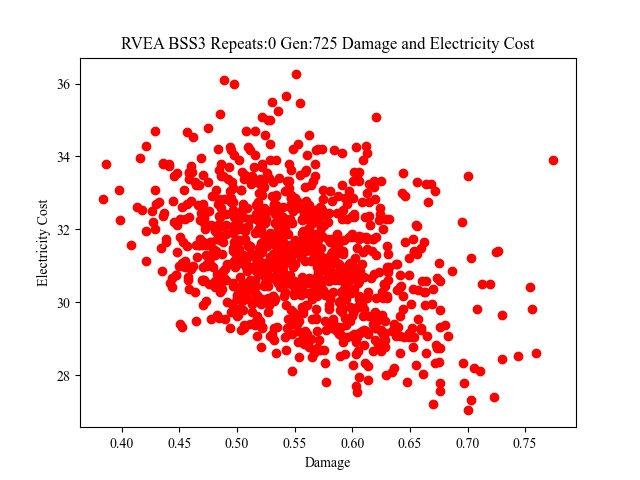 RVEA BSS3 Repeats:0 Gen:725 Damage and Electricity Cost
36
34
32
30
28
Electricity Cost
0.40 0.45 0.50 0.55 0.60 0.65 0.70 0.75
Damage